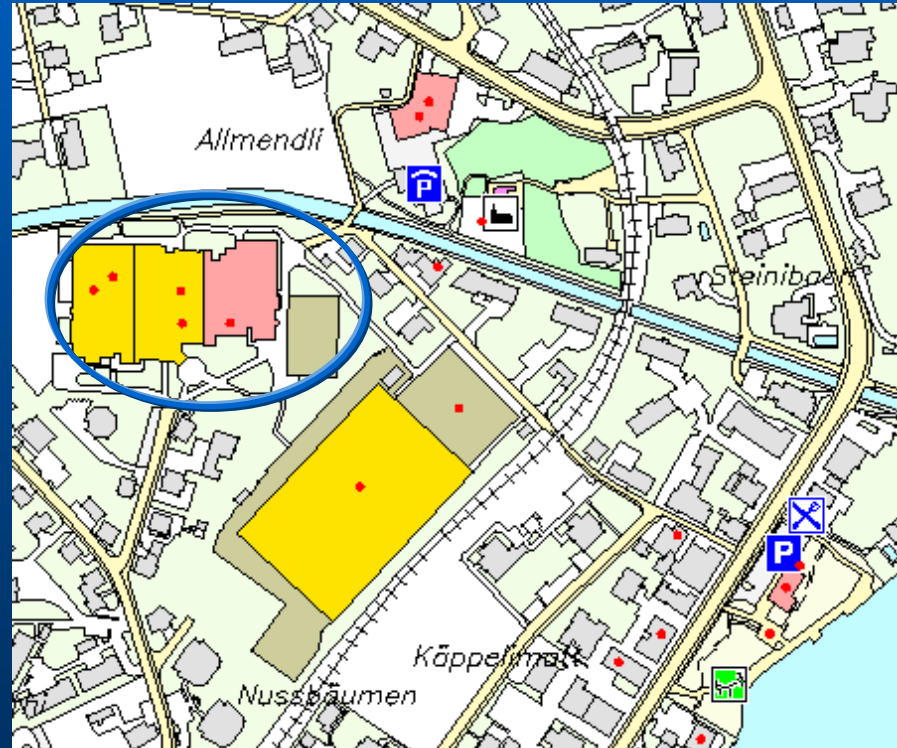 Allmendli
P
Steinibach
P
Käppelimatt
Nussbäumen